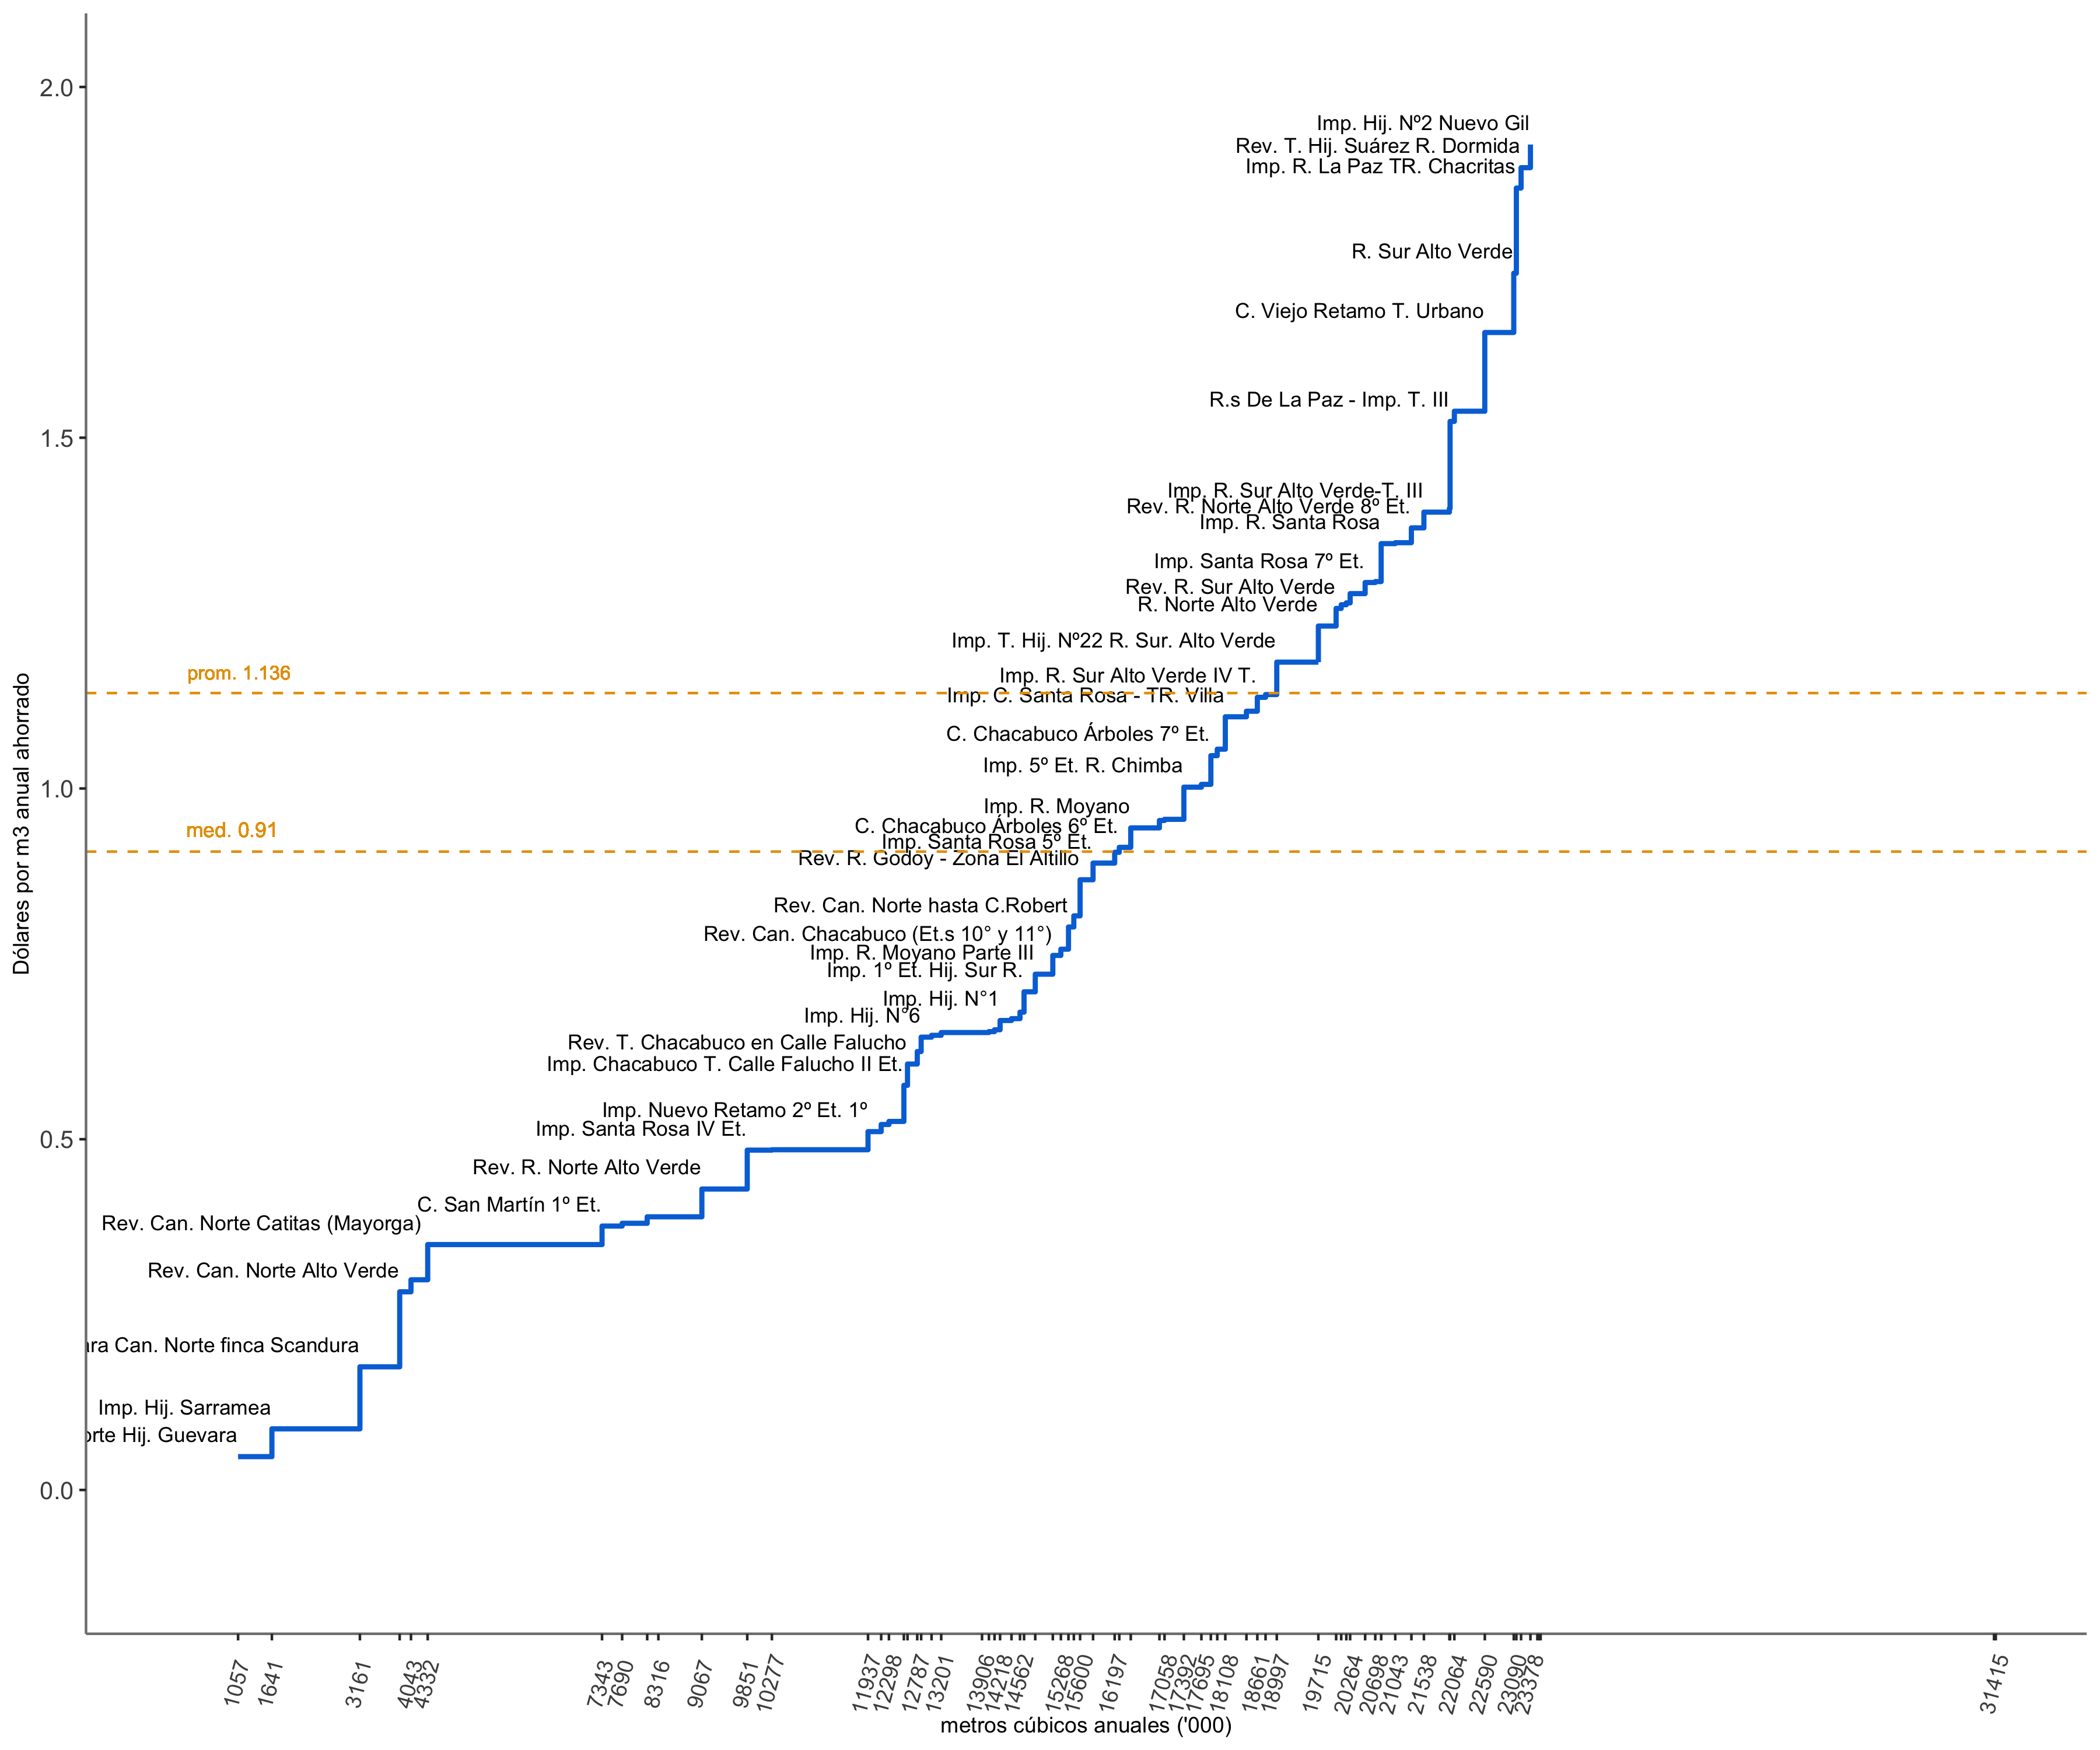 2.0
Imp. Hij. Nº2 Nuevo Gil
Rev. T. Hij. Suárez R. Dormida
Imp. R. La Paz TR. Chacritas
R. Sur Alto Verde
C. Viejo Retamo T. Urbano
R.s De La Paz - Imp. T. III
1.5
Imp. R. Sur Alto Verde-T. III
Rev. R. Norte Alto Verde 8º Et.
Imp. R. Santa Rosa
Imp. Santa Rosa 7º Et.
Rev. R. Sur Alto Verde
R. Norte Alto Verde
Imp. T. Hij. Nº22 R. Sur. Alto Verde
prom. 1.136
Imp. R. Sur Alto Verde IV T.
Imp. C. Santa Rosa - TR. Villa
C. Chacabuco Árboles 7º Et.
Imp. 5º Et. R. Chimba
1.0
Imp. R. Moyano
C. Chacabuco Árboles 6º Et.
med. 0.91
Imp. Santa Rosa 5º Et.
Rev. R. Godoy - Zona El Altillo
Dólares por m3 anual ahorrado
Rev. Can. Norte hasta C.Robert
Rev. Can. Chacabuco (Et.s 10° y 11°)
Imp. R. Moyano Parte III
Imp. 1º Et. Hij. Sur R.
Imp. Hij. N°1
Imp. Hij. N°6
Rev. T. Chacabuco en Calle Falucho
Imp. Chacabuco T. Calle Falucho II Et.
Imp. Nuevo Retamo 2º Et. 1º
Imp. Santa Rosa IV Et.
0.5
Rev. R. Norte Alto Verde
C. San Martín 1º Et.
Rev. Can. Norte Catitas (Mayorga)
Rev. Can. Norte Alto Verde
ara Can. Norte finca Scandura
Imp. Hij. Sarramea
orte Hij. Guevara
0.0
1057 1641 3161 4043 4332 7343 7690 8316 9067 9851 10277 11937 12298 12787 13201 13906 14218 14562 15268 15600 16197 17058 17392 17695 18108 18661 18997 19715 20264 20698 21043 21538 22064 22590 23090 23378 31415
metros cúbicos anuales ('000)